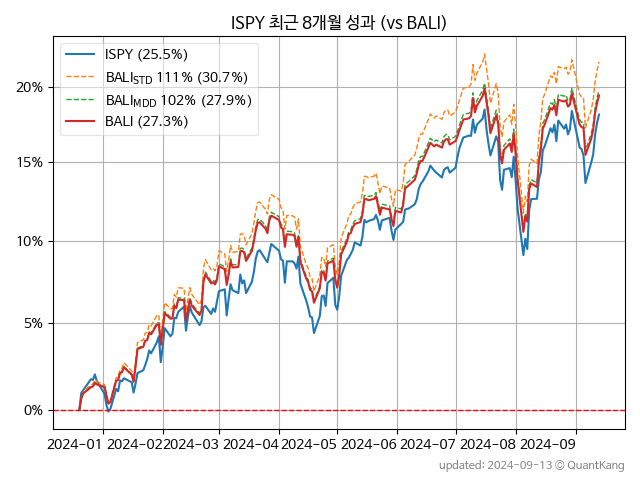 ISPY 최근 8개월 성과 (vs BALI)
ISPY (25.5%)
BALISTD 111% (30.7%)
BALIMDD 102% (27.9%)
BALI (27.3%)
20%
15%
10%
5%
0%
2024-01 2024-02 2024-03 2024-04 2024-05 2024-06 2024-07 2024-08 2024-09
updated: 2024-09-13 © QuantKang